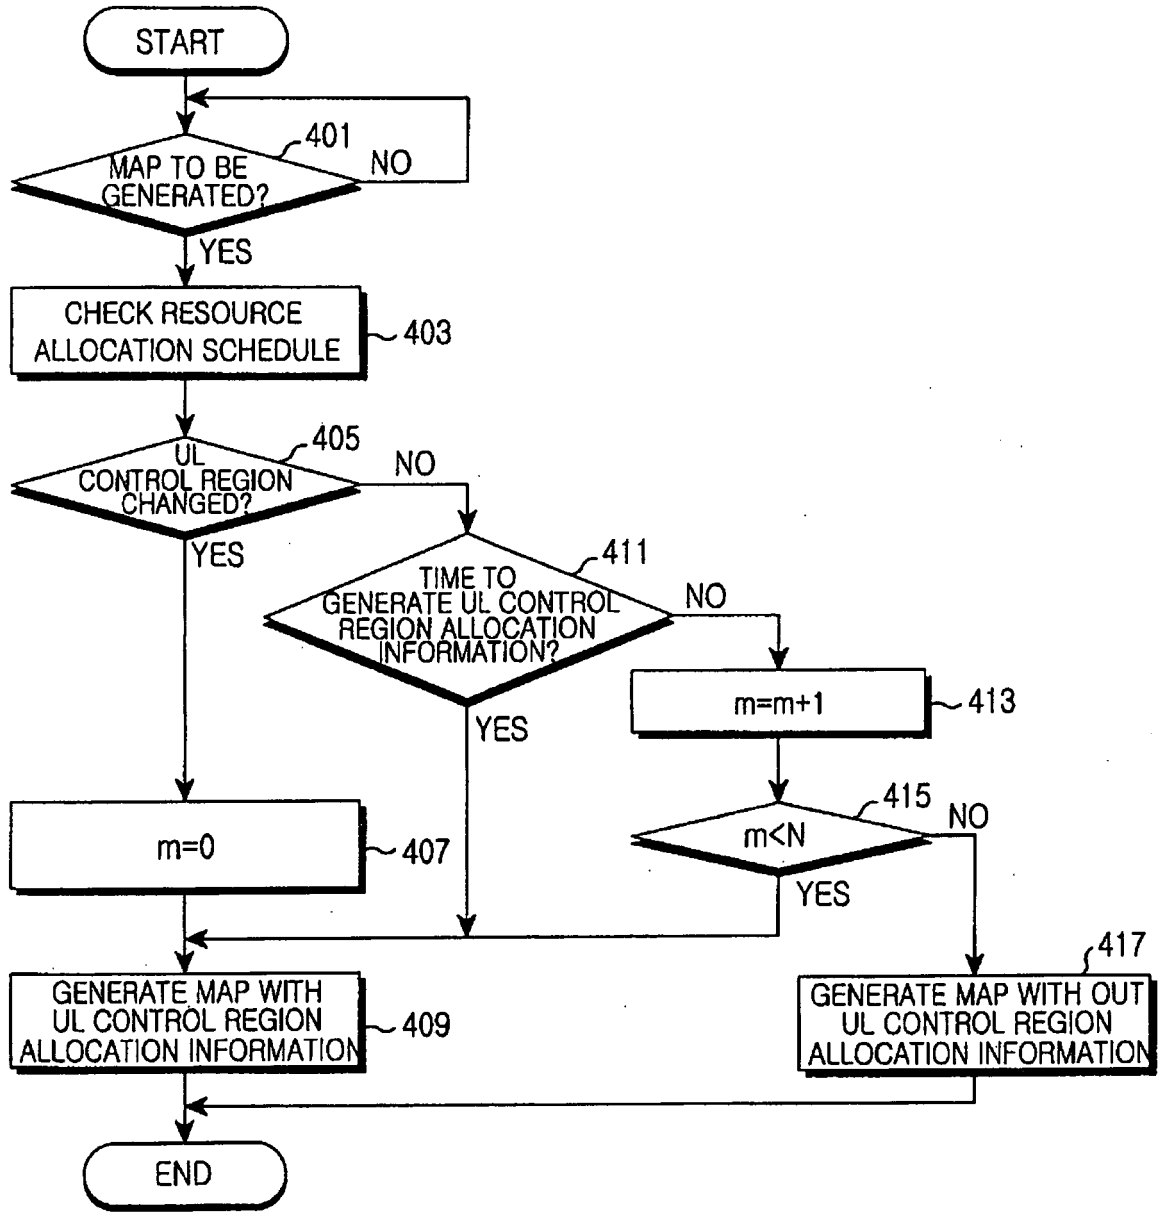 START
401
MAP TO BE
GENERATED?
NO
YES
CHECK RESOURCE
ALLOCATION SCHEDULE
403
405
UL
CONTROL REGION
CHANGED?
NO
YES
411
TIME TO
GENERATE UL CONTROL
REGION ALLOCATION
INFORMATION?
NO
YES
m=m+1
413
415
m<N
NO
YES
m=0
407
GENERATE MAP WITH
UL CONTROL REGION
ALLOCATION INFORMATION
409
417
GENERATE MAP WITH OUT
UL CONTROL REGION
ALLOCATION INFORMATION
END